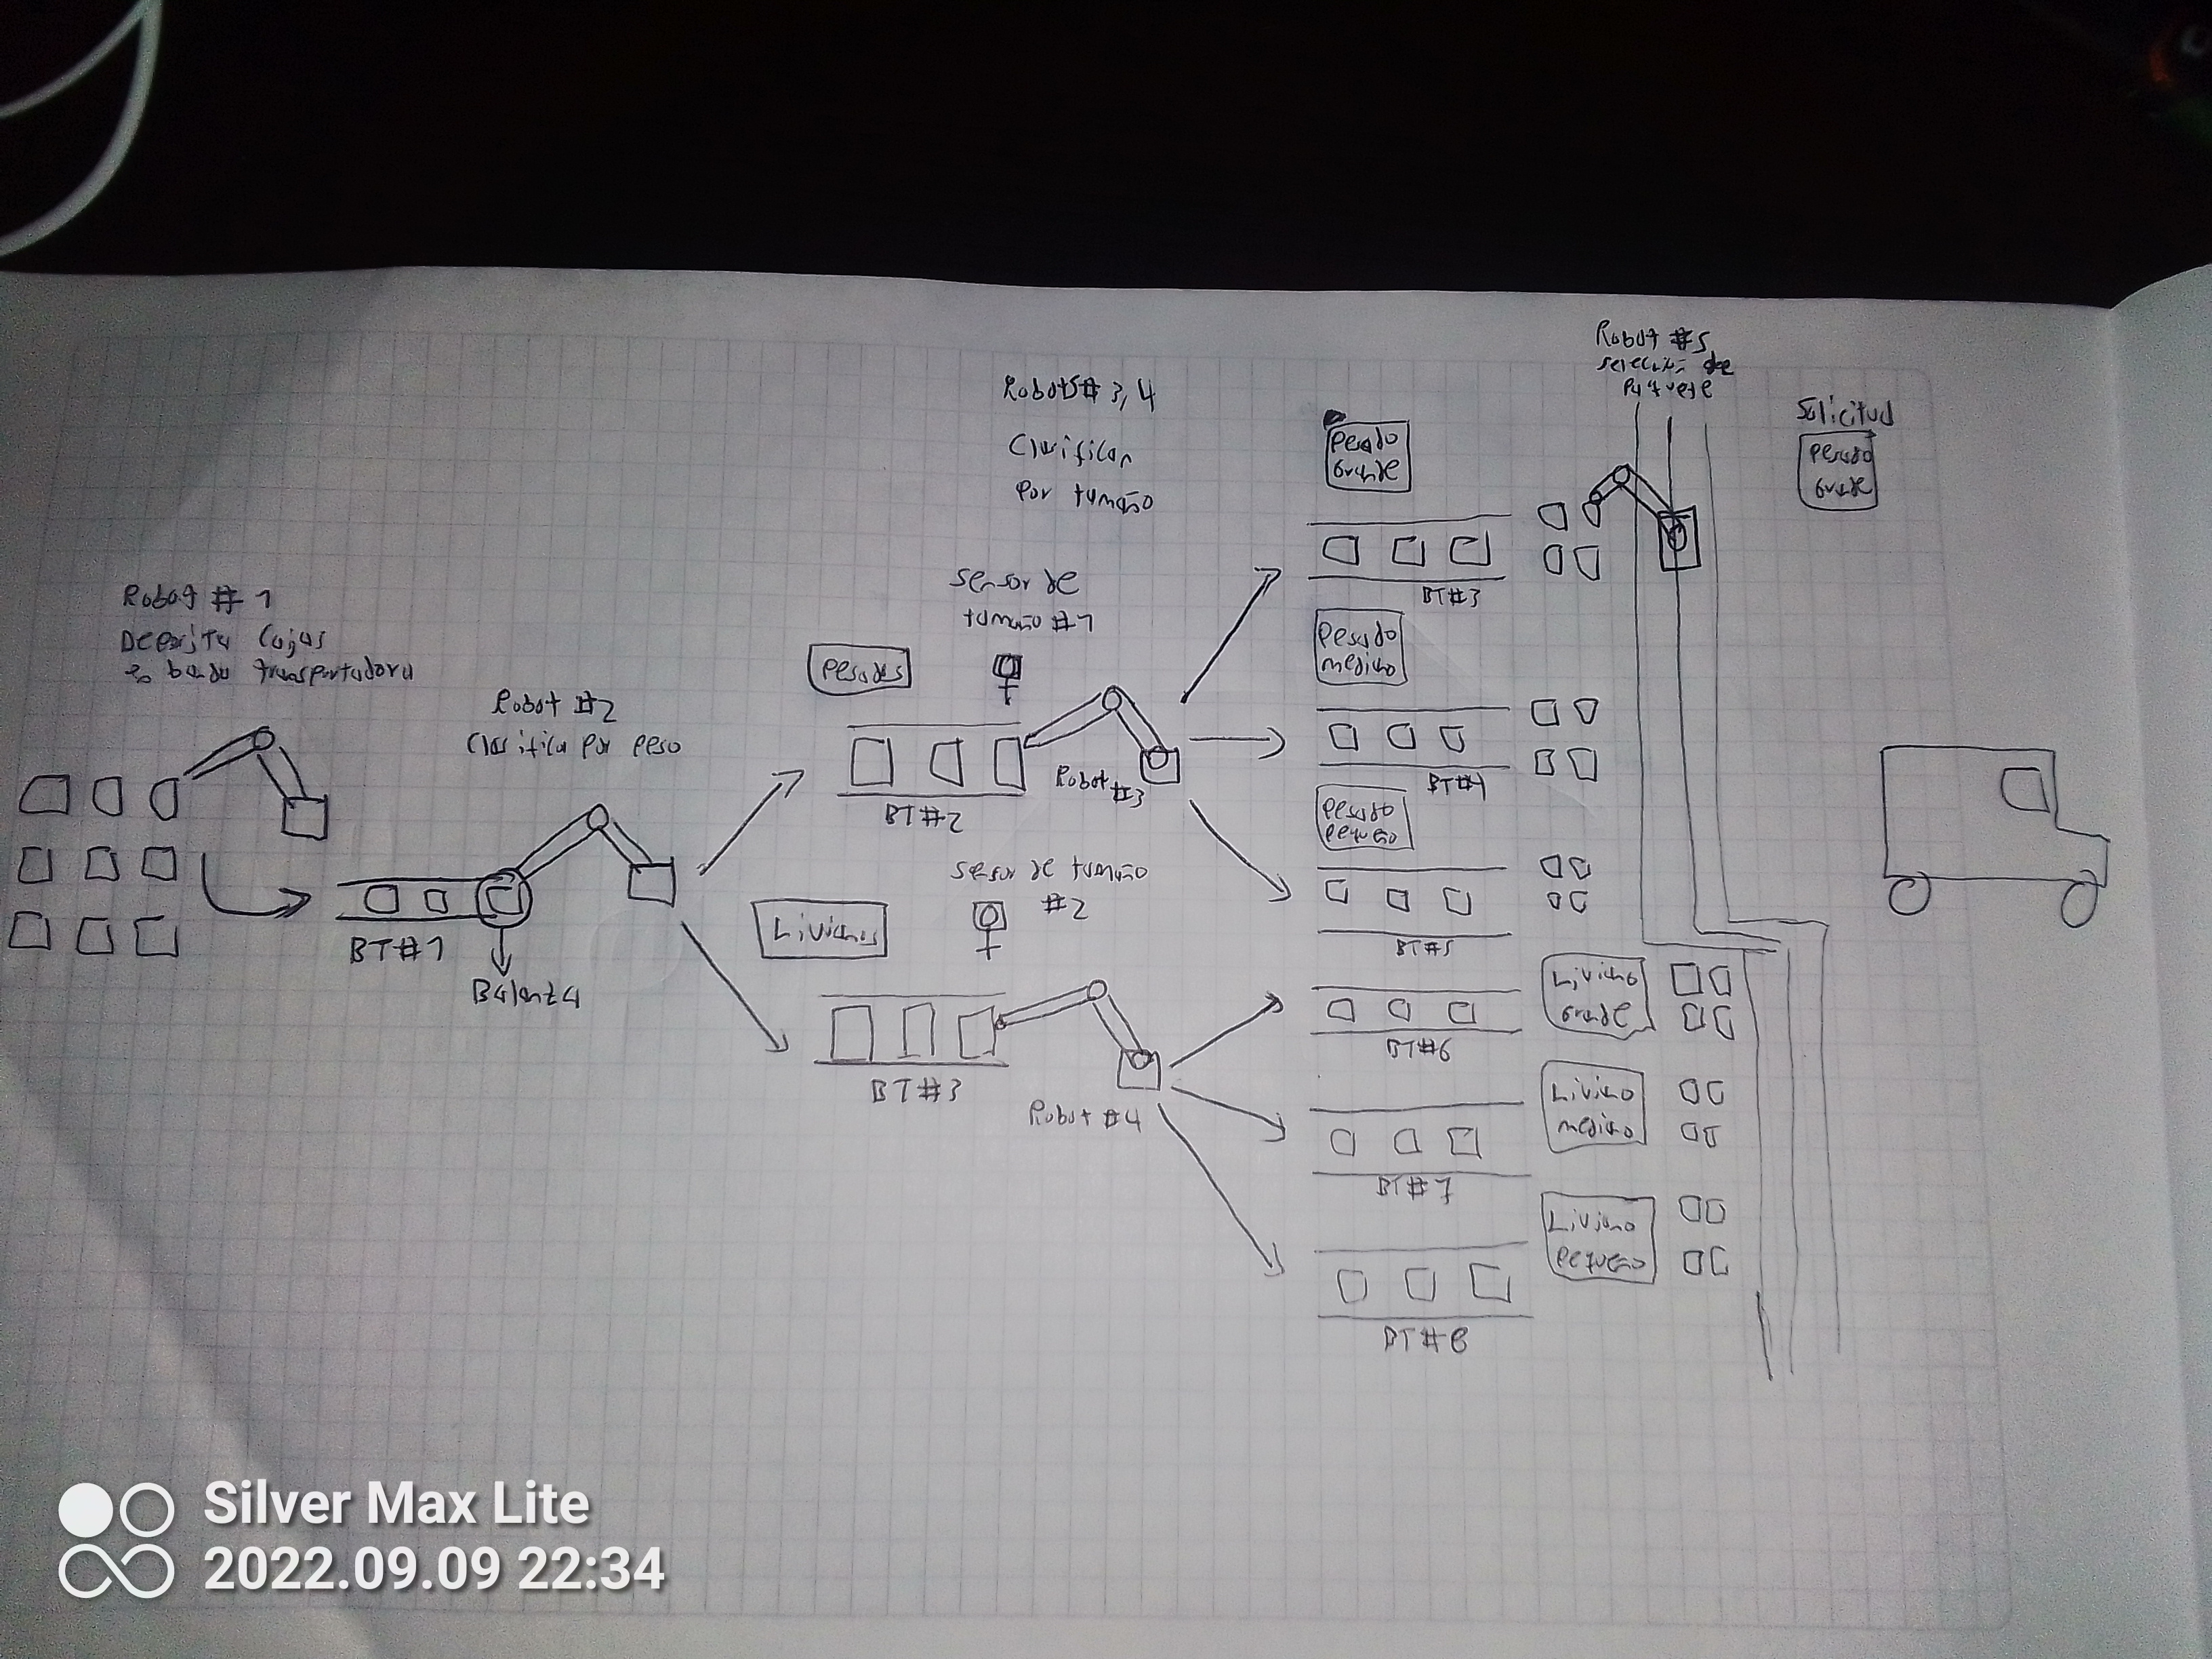 Robot #1
Deposita Cajas
en banda transportadora
BT#1
Balanza
Robot #2
Clasifica por peso
Robots# 3,4
Clasifican
por tamaño
sensor de
tamaño #1
Pesados
BT#2
Robot
#3
sensor de tamaño
#2
Livianos
BT#3
Robot #4
Pesado
Grande
BT#3
Pesado
mediano
BT#4
Pesado
Pequeño
BT#5
BT#6
Liviano
Grande
BT#7
Liviano
mediano
BT#8
Liviano
Pequeño
Robot #5
selección de
Paquete
Solicitud
Pesado
Grande
Silver Max Lite
2022.09.09 22:34